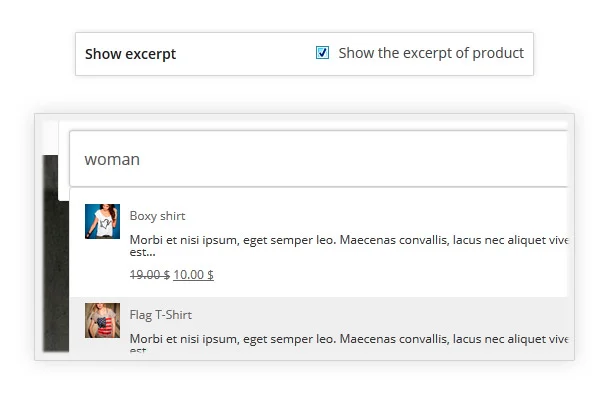 Show excerpt
Show the excerpt of product
woman
Boxy shirt
Morbi et nisi ipsum, eget semper leo. Maecenas convallis, lacus nec aliquet vive
est...
19.00 $ 10.00 $
Flag T-Shirt
Morbi et nisi ipsum, eget semper leo. Maecenas convallis, lacus nec aliquet vive
est